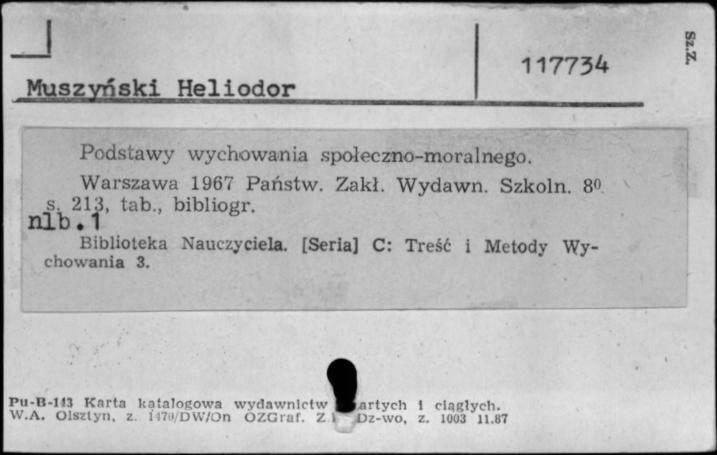 Sz.Z.
117734
Muszyński Heliodor
Podstawy wychowania społeczno-moralnego.
Warszawa 1967 Państw. Zakł. Wydawn. Szkoln. 8⁰
s. 213, tab., bibliogr.
nlb.1
Biblioteka Nauczyciela. [Seria] C: Treść i Metody Wy-
chowania 3.
Pu-B-113 Karta katalogowa wydawnictw artych i ciągłych.
W.A. Olsztyn, z. /DW/On OZGraf. Z. Dz-wo, z. 1003 11.87